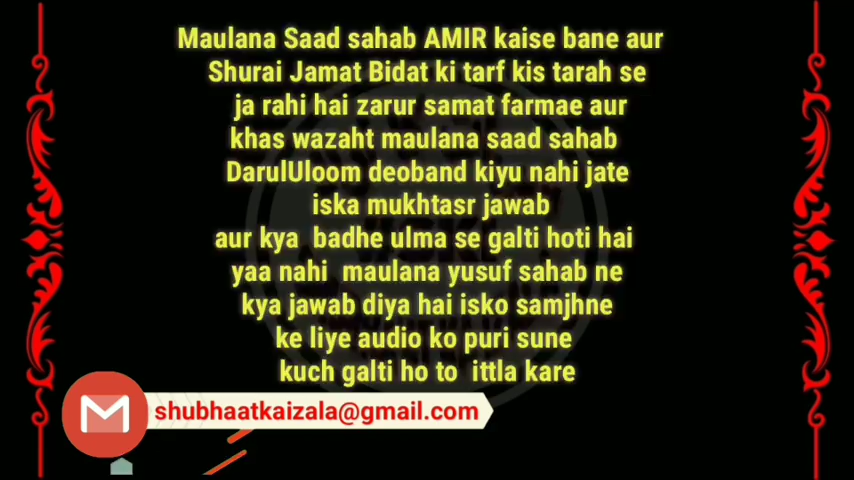 Maulana Saad sahab AMIR kaise bane aur
Shurai Jamat Bidat ki tarf kis tarah se
ja rahi hai zarur samat farmae aur
khas wazaht maulana saad sahab
DarulUloom deoband kiyu nahi jate
iska mukhtasr jawab
aur kya badhe ulma se galti hoti hai
yaa nahi maulana yusuf sahab ne
kya jawab diya hai isko samjhne
ke liye audio ko puri sune
kuch galti ho to ittla kare
shubhaatkaizala@gmail.com